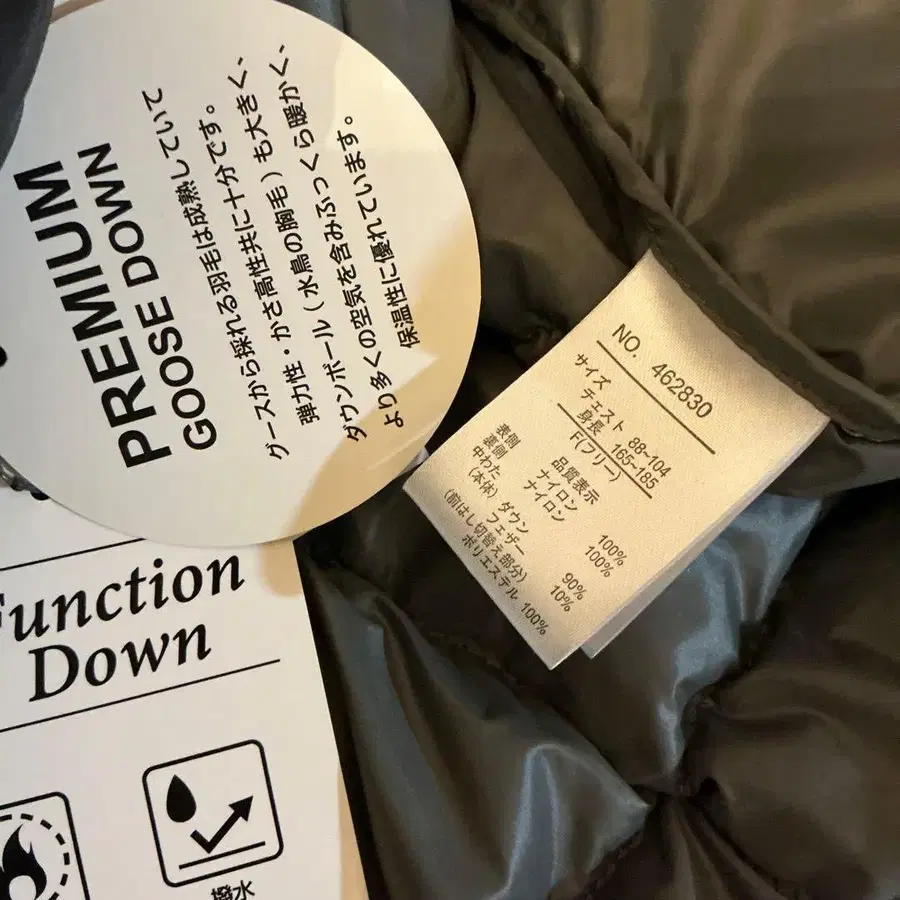 PREMIUM
GOOSE DOWN
グースから採れる羽毛は成熟していて
弾力性・かさ高性共に十分です。
ダウンボール（水鳥の胸毛）も大きく、
より多くの空気を含みふっくら暖かく、
保温性に優れています。
Function
Down
撥水
NO. 462830
サイズ
チェスト 88~104
身長 165~185
F(フリー)
品質表示
表側 ナイロン 100%
裏側 ナイロン 100%
中わた
(本体) ダウン 90%
フェザー 10%
(前はし切替え部分)
ポリエステル 100%